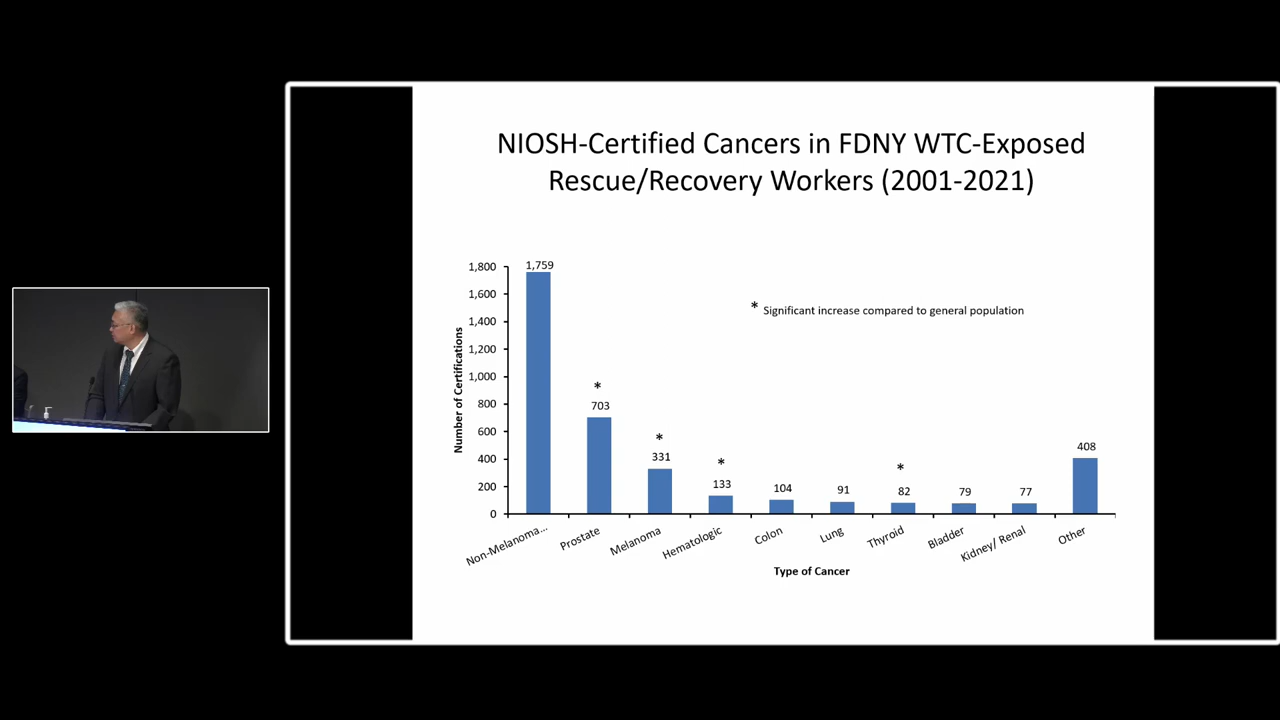 NIOSH-Certified Cancers in FDNY WTC-Exposed
Rescue/Recovery Workers (2001-2021)
* Significant increase compared to general population
Number of Certifications
1,800
1,600
1,400
1,200
1,000
800
600
400
200
0
1,759
*
703
*
331
*
133
104
91
*
82
79
77
408
Non-Melanoma...
Prostate
Melanoma
Hematologic
Colon
Lung
Thyroid
Bladder
Kidney/ Renal
Other
Type of Cancer